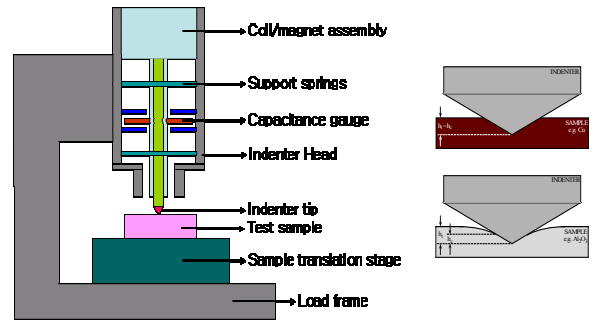 Coil/magnet assembly
Support springs
Capacitance gauge
Indenter Head
Indenter tip
Test sample
Sample translation stage
Load frame
INDENTER
SAMPLE
e.g. Cu
INDENTER
SAMPLE
e.g. Al₂O₃